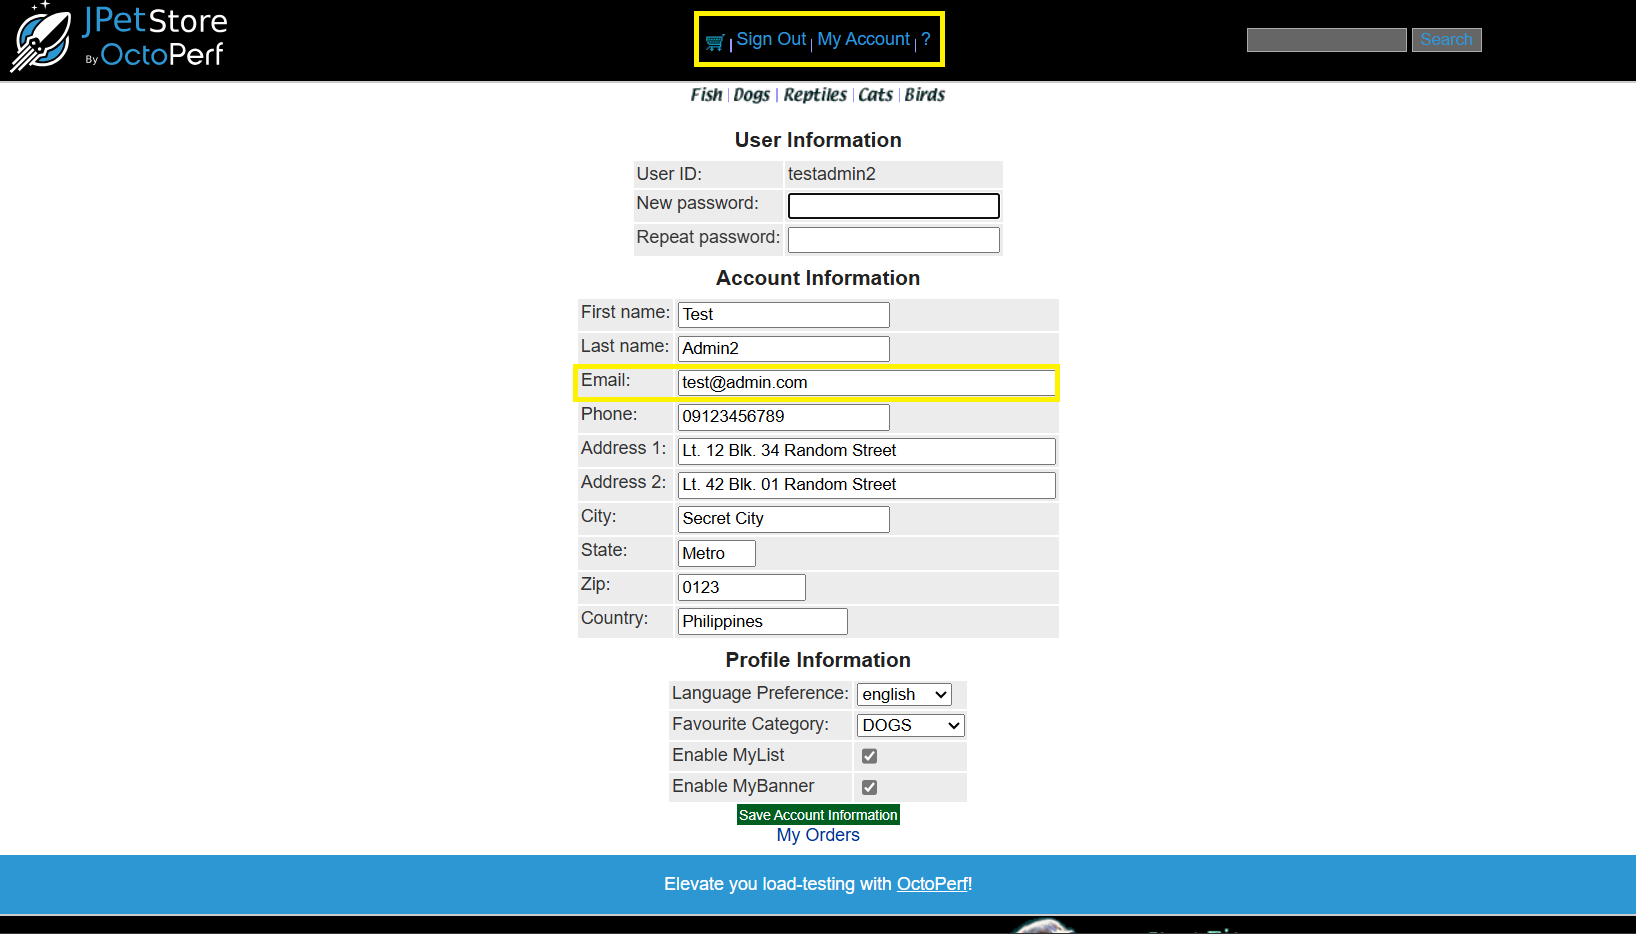 JPetStore
By OctoPerf
| Sign Out | My Account | ?
Search
Fish | Dogs | Reptiles | Cats | Birds
User Information
User ID: testadmin2
New password:
Repeat password:
Account Information
First name: Test
Last name: Admin2
Email: test@admin.com
Phone: 09123456789
Address 1: Lt. 12 Blk. 34 Random Street
Address 2: Lt. 42 Blk. 01 Random Street
City: Secret City
State: Metro
Zip: 0123
Country: Philippines
Profile Information
Language Preference: english
Favourite Category: DOGS
Enable MyList
Enable MyBanner
Save Account Information
My Orders
Elevate you load-testing with OctoPerf!